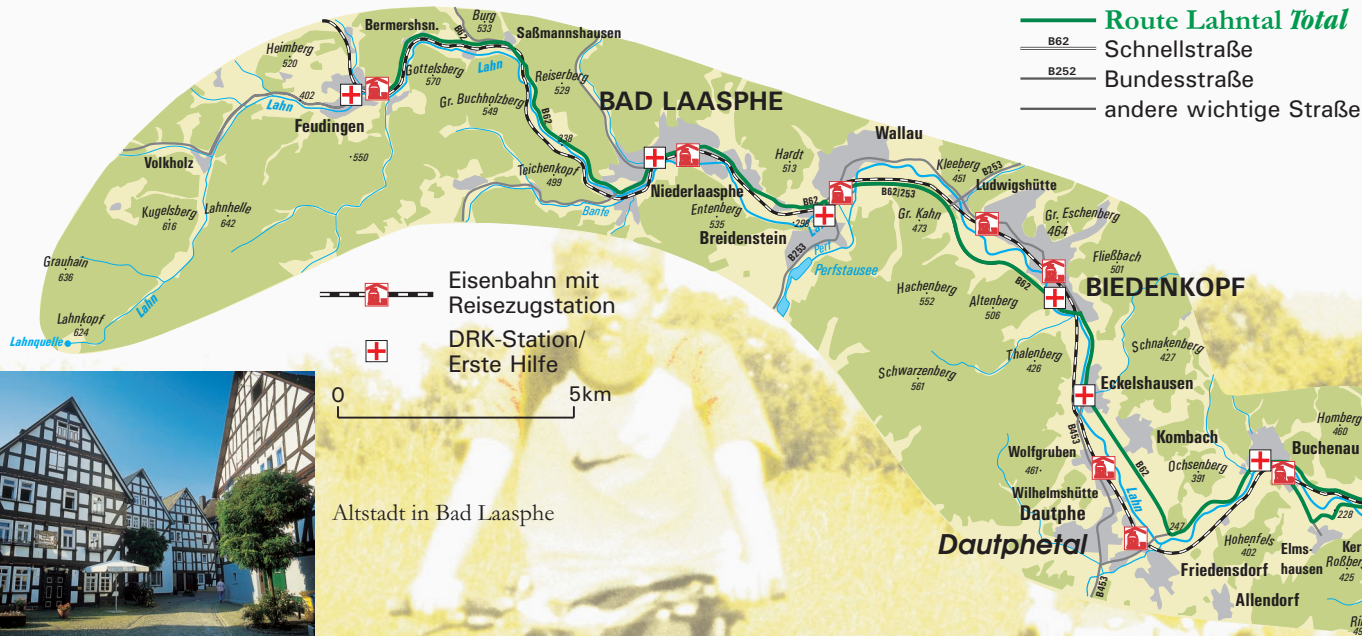 Route Lahntal Total
B62
Schnellstraße
B252
Bundesstraße
andere wichtige Straße
Burg
533
Bermershsn.
B62
Saßmannshausen
Heimberg
520
Lahn
Gottelsberg
570
Reiserberg
529
402
Lahn
Gr. Buchholzberg
549
BAD LAASPHE
B62
Feudingen
338
Wallau
550
Hardt
513
Kleeberg
451
B253
Volkholz
Teichenkopf
499
Ludwigshütte
Niederlaasphe
B62/253
B62
Kugelsberg
616
Lahnhelle
642
Banfe
Entenberg
535
290
Gr. Kahn
473
Gr. Eschenberg
464
Breidenstein
Perf
B253
Perfstausee
Fließbach
501
Grauhain
636
Eisenbahn mit
Reisezugstation
Hachenberg
552
B62
BIEDENKOPF
Altenberg
506
Lahn
Lahnkopf
624
Lahnquelle
DRK-Station/
Erste Hilfe
Thalenberg
426
Schnakenberg
427
Schwarzenberg
561
Eckelshausen
0
5km
Homberg
460
B453
Kombach
Buchenau
Wolfgruben
461
B62
Ochsenberg
391
Wilhelmshütte
Lahn
Altstadt in Bad Laasphe
Dautphe
247
228
Dautphetal
Hohenfels
402
Elms-
hausen
Ker
Roßberg
425
Friedensdorf
B453
Allendorf